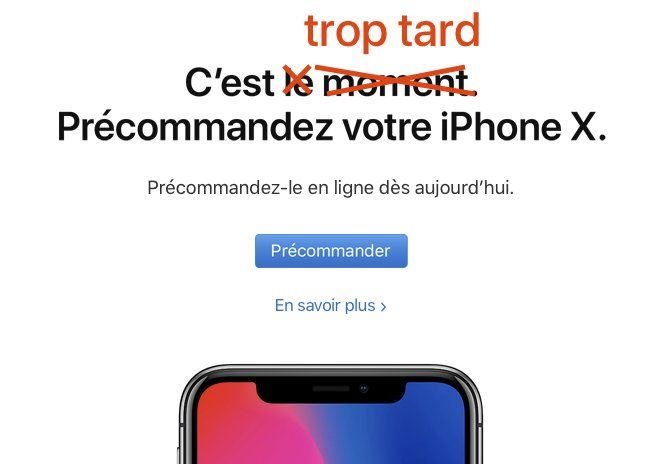 trop tard
C’est le moment.
Précommandez votre iPhone X.
Précommandez-le en ligne dès aujourd’hui.
Précommander
En savoir plus ›